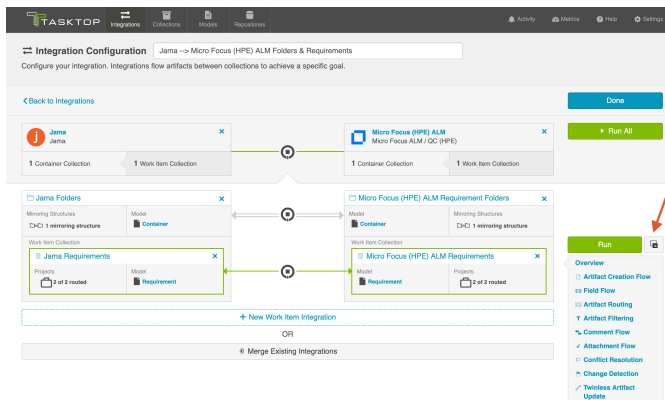 TASKTOP
Integrations
Collections
Models
Repositories
Activity
Metrics
Help
Settings
Integration Configuration
Jama --> Micro Focus (HPE) ALM Folders & Requirements
Configure your integration. Integrations flow artifacts between collections to achieve a specific goal.
Back to Integrations
Done
Jama
Jama
1 Container Collection
1 Work Item Collection
Micro Focus (HPE) ALM
Micro Focus ALM / QC (HPE)
1 Container Collection
1 Work Item Collection
Run All
Jama Folders
Mirroring Structures
1 mirroring structure
Model
Container
Work Item Collection
Jama Requirements
Projects
2 of 2 routed
Model
Requirement
Micro Focus (HPE) ALM Requirement Folders
Model
Container
Mirroring Structures
1 mirroring structure
Work Item Collection
Micro Focus (HPE) ALM Requirements
Model
Requirement
Projects
2 of 2 routed
+ New Work Item Integration
OR
Merge Existing Integrations
Run
Overview
Artifact Creation Flow
Field Flow
Artifact Routing
Artifact Filtering
Comment Flow
Attachment Flow
Conflict Resolution
Change Detection
Twinless Artifact
Update